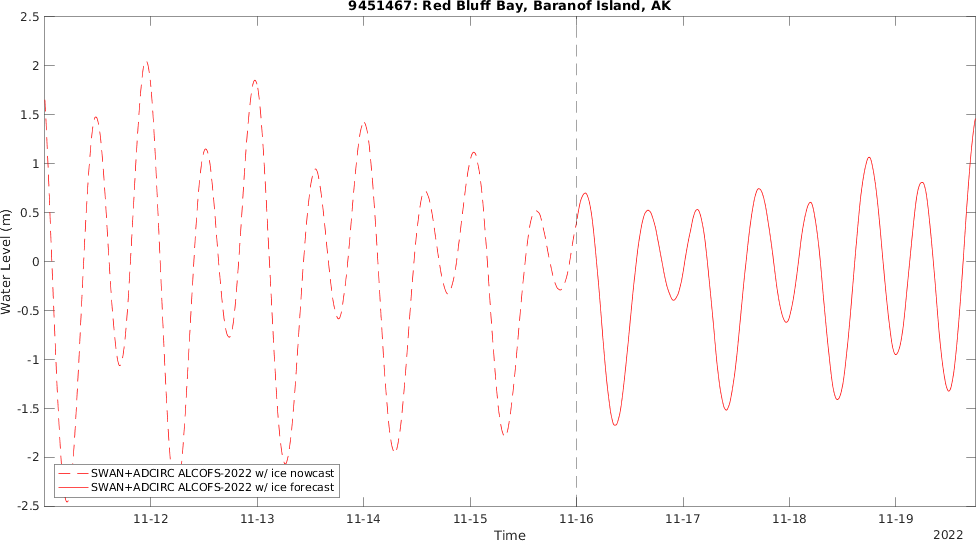 9451467: Red Bluff Bay, Baranof Island, AK
2.5
2
1.5
1
0.5
0
-0.5
-1
-1.5
-2
-2.5
Water Level (m)
SWAN+ADCIRC ALCOFS-2022 w/ ice nowcast
SWAN+ADCIRC ALCOFS-2022 w/ ice forecast
11-12 11-13 11-14 11-15 11-16 11-17 11-18 11-19
Time
2022